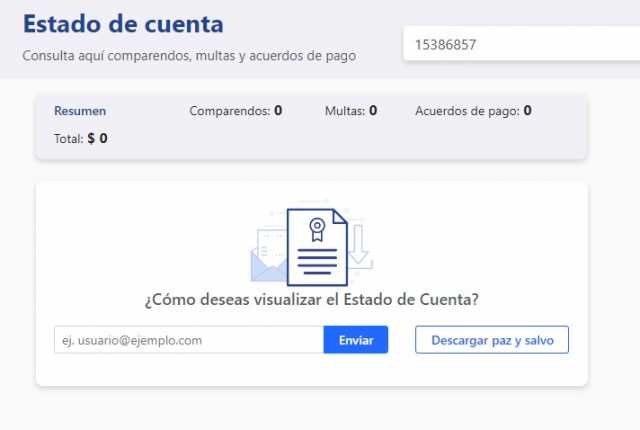 Estado de cuenta
Consulta aquí comparendos, multas y acuerdos de pago
15386857
Resumen Comparendos: 0 Multas: 0 Acuerdos de pago: 0
Total: $ 0
¿Cómo deseas visualizar el Estado de Cuenta?
ej. usuario@ejemplo.com Enviar Descargar paz y salvo